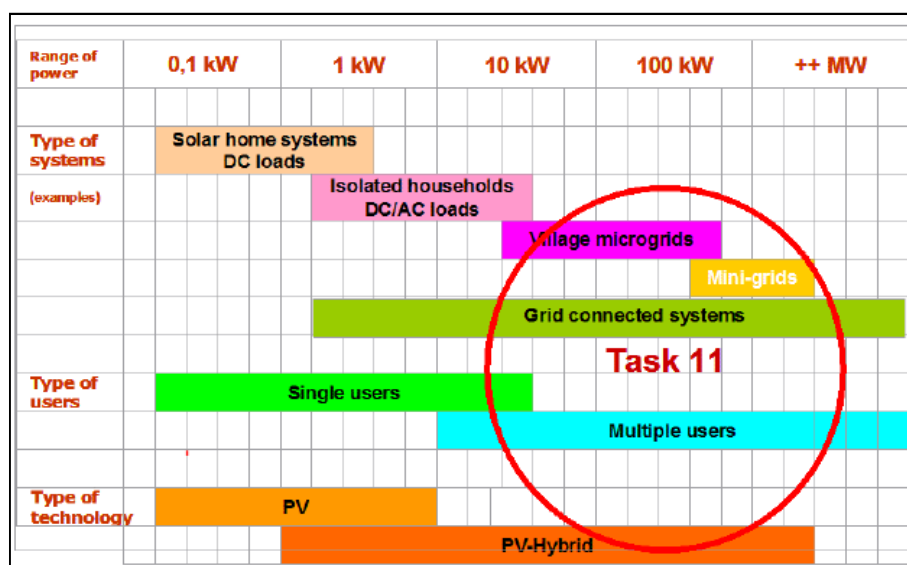 Range of
power
0,1 kW
1 kW
10 kW
100 kW
++ MW
Type of
systems
(examples)
Solar home systems
DC loads
Isolated households
DC/AC loads
Village microgrids
Mini-grids
Grid connected systems
Task 11
Type of
users
Single users
Multiple users
Type of
technology
PV
PV-Hybrid